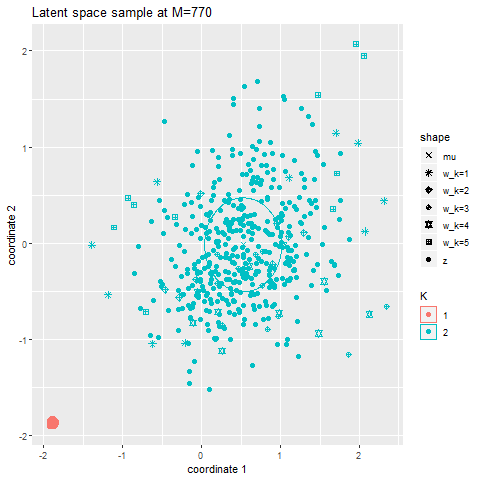 Latent space sample at M=770
2
1
0
-1
-2
-2
-1
0
1
2
coordinate 1
coordinate 2
shape
mu
w_k=1
w_k=2
w_k=3
w_k=4
w_k=5
z
K
1
2